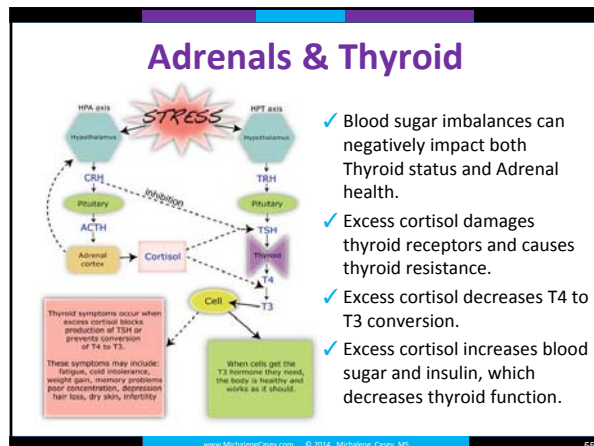 Adrenals & Thyroid
HPA axis
STRESS
HPT axis
Hypothalamus
Hypothalamus
CRH
TRH
inhibition
Pituitary
Pituitary
ACTH
TSH
Adrenal
cortex
Cortisol
Thyroid
T4
T3
Cell
Thyroid symptoms occur when
excess cortisol blocks
production of TSH or
prevents conversion
of T4 to T3.
These symptoms may include:
fatigue, cold intolerance,
weight gain, memory problems
poor concentration, depression
hair loss, dry skin, infertility
When cells get the
T3 hormone they need,
the body is healthy and
works as it should.
✓ Blood sugar imbalances can
negatively impact both
Thyroid status and Adrenal
health.
✓ Excess cortisol damages
thyroid receptors and causes
thyroid resistance.
✓ Excess cortisol decreases T4 to
T3 conversion.
✓ Excess cortisol increases blood
sugar and insulin, which
decreases thyroid function.
www.MichaleneCasey.com © 2014 Michalene Casey, MS